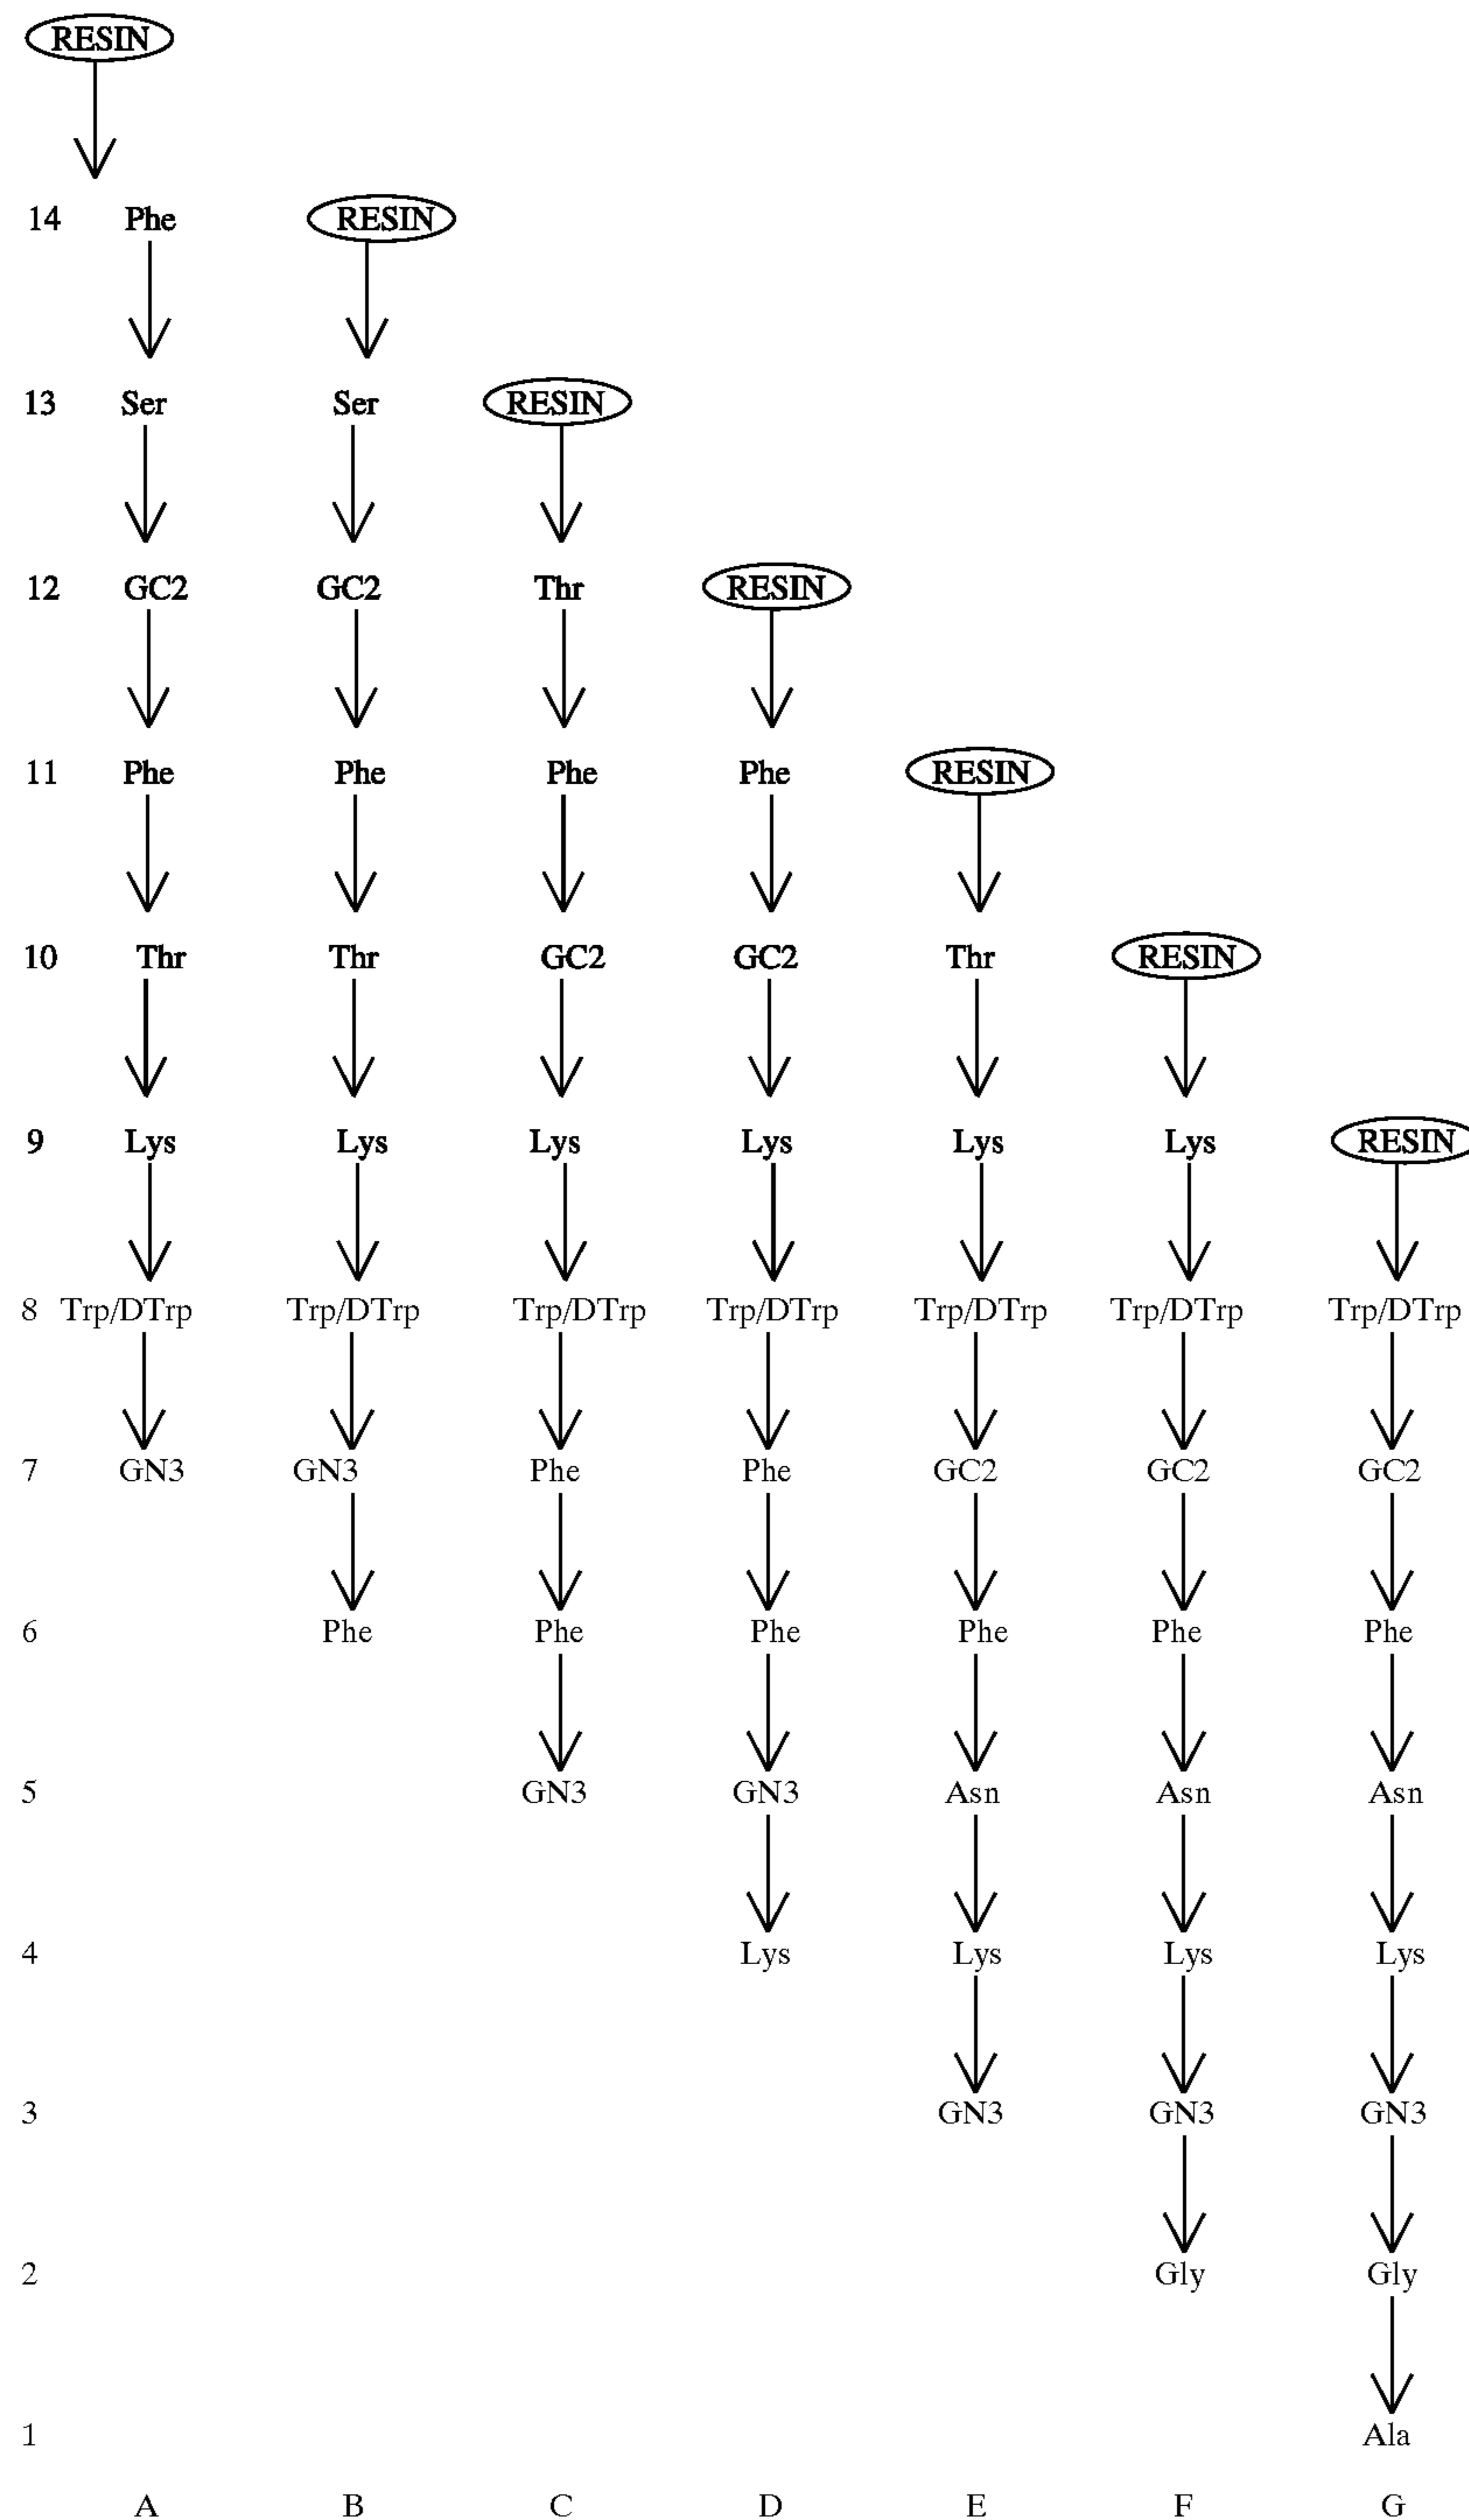 RESIN
14 Phe RESIN
13 Ser Ser RESIN
12 GC2 GC2 Thr RESIN
11 Phe Phe Phe Phe RESIN
10 Thr Thr GC2 GC2 Thr RESIN
9 Lys Lys Lys Lys Lys Lys RESIN
8 Trp/DTrp Trp/DTrp Trp/DTrp Trp/DTrp Trp/DTrp Trp/DTrp Trp/DTrp
7 GN3 GN3 Phe Phe GC2 GC2 GC2
6 Phe Phe Phe Phe Phe Phe
5 GN3 GN3 Asn Asn Asn
4 Lys Lys Lys Lys
3 GN3 GN3 GN3
2 Gly Gly
1 Ala
A B C D E F G